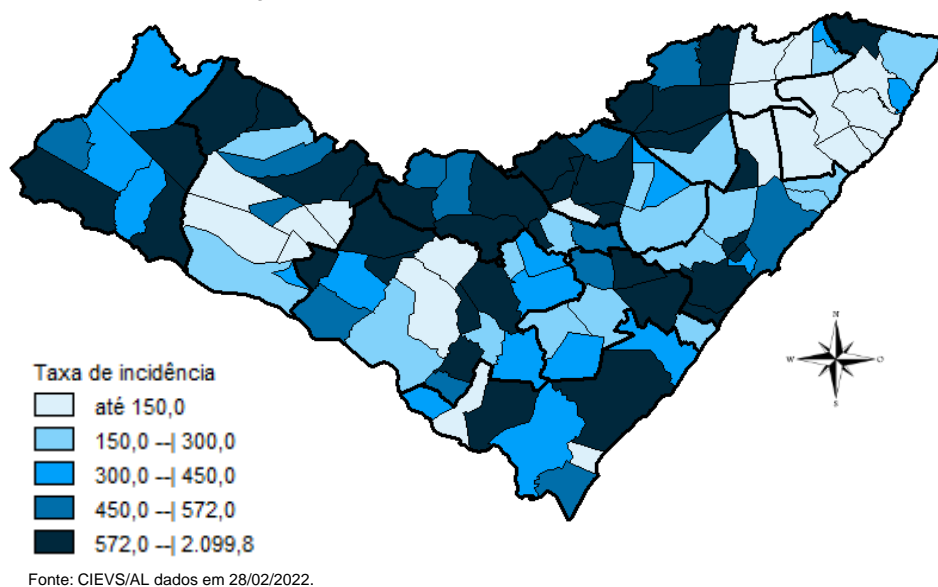 N
W
O
S
Taxa de incidência
até 150,0
150,0 --| 300,0
300,0 --| 450,0
450,0 --| 572,0
572,0 --| 2.099,8
Fonte: CIEVS/AL dados em 28/02/2022.